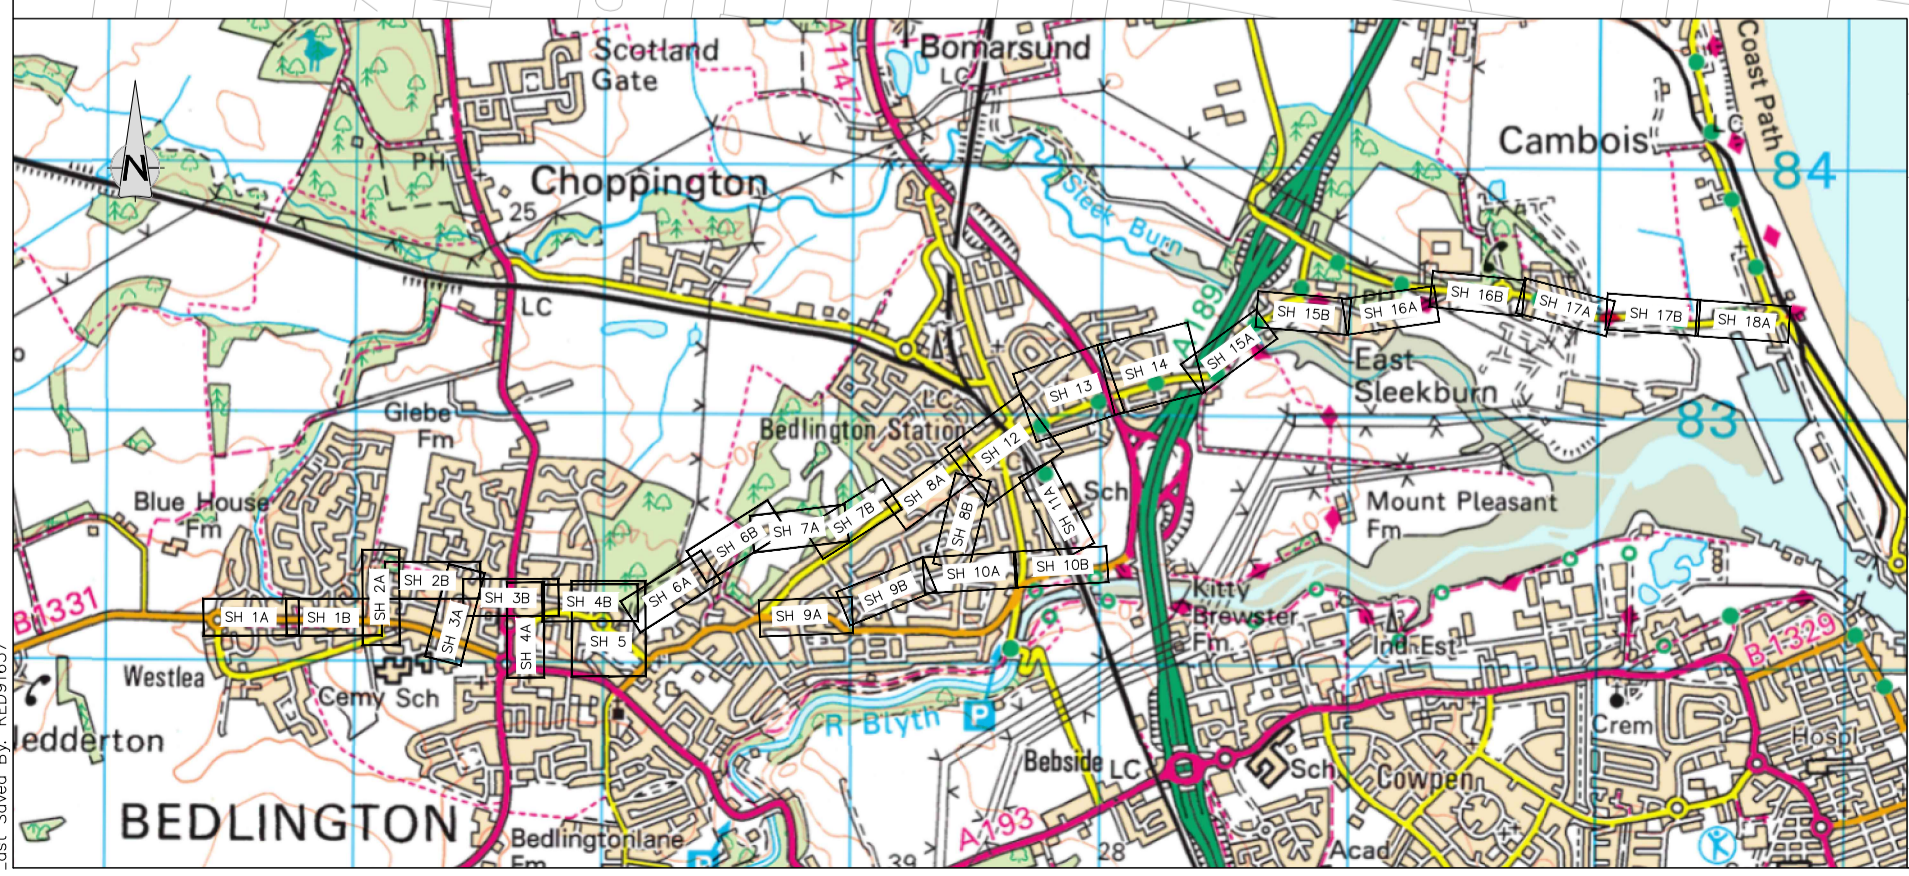 Scotland
Gate
A1147
Bomarsund
LC
Coast Path
Cambois
84
PH
Choppington
25
Sleek Burn
N
LC
A189
SH 15B
SH 16A
SH 16B
SH 17A
SH 17B
SH 18A
SH 15A
SH 14
SH 13
East
Sleekburn
LC
Glebe
Fm
Bedlington Station
83
SH 12
SH 8A
SH 8B
SH 11A
Sch
Blue House
Fm
Mount Pleasant
Fm
SH 7B
SH 7A
SH 6B
SH 6A
SH 10A
SH 10B
SH 9B
SH 9A
B1331
SH 1A
SH 1B
SH 2A
SH 2B
SH 3A
SH 3B
SH 4A
SH 4B
SH 5
Kitty
Brewster
Fm
Ind Est
B 1329
Westlea
Cemy Sch
R Blyth
P
Crem
Hospl
Jedderton
Bebside
LC
Sch
Cowpen
BEDLINGTON
Bedlingtonlane
Fm
P
A193
39
28
Acad